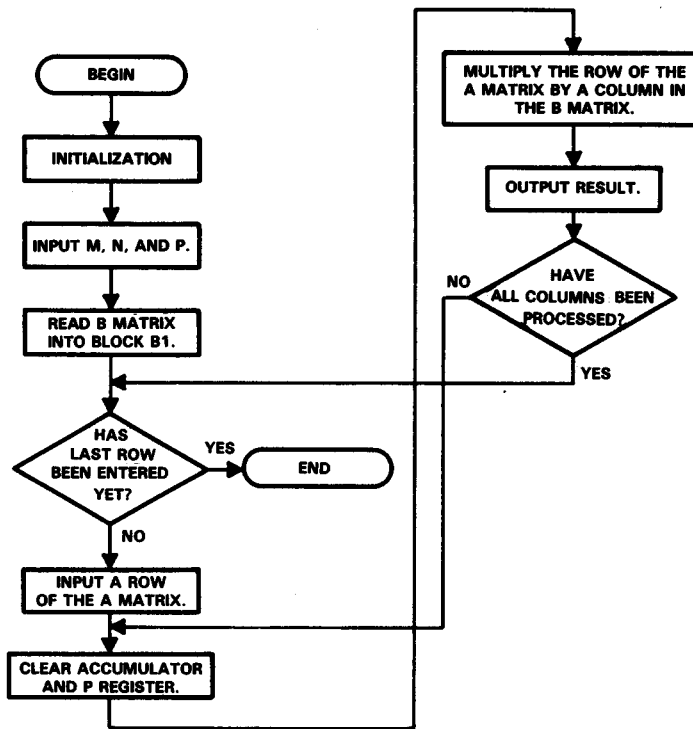 BEGIN
INITIALIZATION
INPUT M, N, AND P.
READ B MATRIX
INTO BLOCK B1.
HAS
LAST ROW
BEEN ENTERED
YET?
YES
END
NO
INPUT A ROW
OF THE A MATRIX.
CLEAR ACCUMULATOR
AND P REGISTER.
MULTIPLY THE ROW OF THE
A MATRIX BY A COLUMN IN
THE B MATRIX.
OUTPUT RESULT.
HAVE
ALL COLUMNS BEEN
PROCESSED?
NO
YES